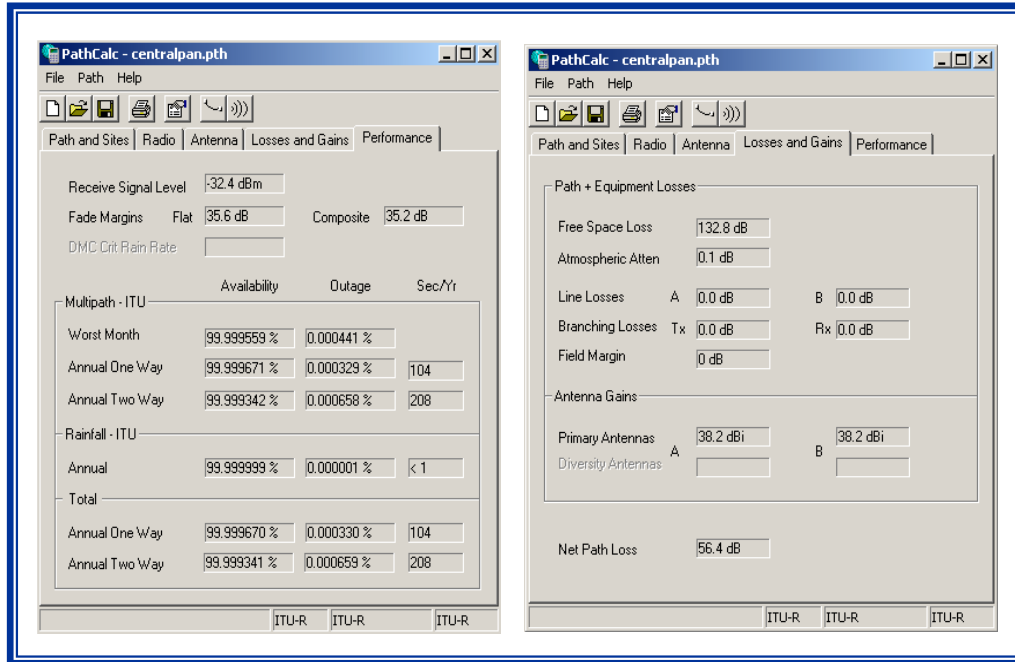 PathCalc - centralpan.pth
File Path Help
Path and Sites Radio Antenna Losses and Gains Performance
Receive Signal Level -32.4 dBm
Fade Margins Flat 35.6 dB Composite 35.2 dB
DMC Crit Rain Rate
Availability Outage Sec/Yr
Multipath - ITU
Worst Month 99.999559 % 0.000441 %
Annual One Way 99.999671 % 0.000329 % 104
Annual Two Way 99.999342 % 0.000658 % 208
Rainfall - ITU
Annual 99.999999 % 0.000001 % < 1
Total
Annual One Way 99.999670 % 0.000330 % 104
Annual Two Way 99.999341 % 0.000659 % 208
ITU-R ITU-R ITU-R
PathCalc - centralpan.pth
File Path Help
Path and Sites Radio Antenna Losses and Gains Performance
Path + Equipment Losses
Free Space Loss 132.8 dB
Atmospheric Atten 0.1 dB
Line Losses A 0.0 dB B 0.0 dB
Branching Losses Tx 0.0 dB Rx 0.0 dB
Field Margin 0 dB
Antenna Gains
Primary Antennas A 38.2 dBi B 38.2 dBi
Diversity Antennas
Net Path Loss 56.4 dB
ITU-R ITU-R ITU-R